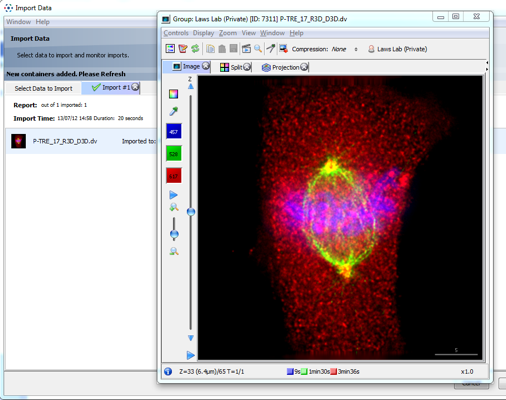 Import Data
Window Help
Import Data
Select data to import and monitor imports.
New containers added. Please Refresh
Select Data to Import
Import #1
Report: out of 1 imported: 1
Import Time: 13/07/12 14:58 Duration: 20 seconds
P-TRE_17_R3D_D3D.dv
Imported to:
Group: Laws Lab (Private) [ID: 7311] P-TRE_17_R3D_D3D.dv
Controls Display Zoom View Window Help
Compression: None
Laws Lab (Private)
Image
Split
Projection
Z
457
5
Z=33 (6.4µm)/65 T=1/1
9s
1min30s
3min36s
x1.0